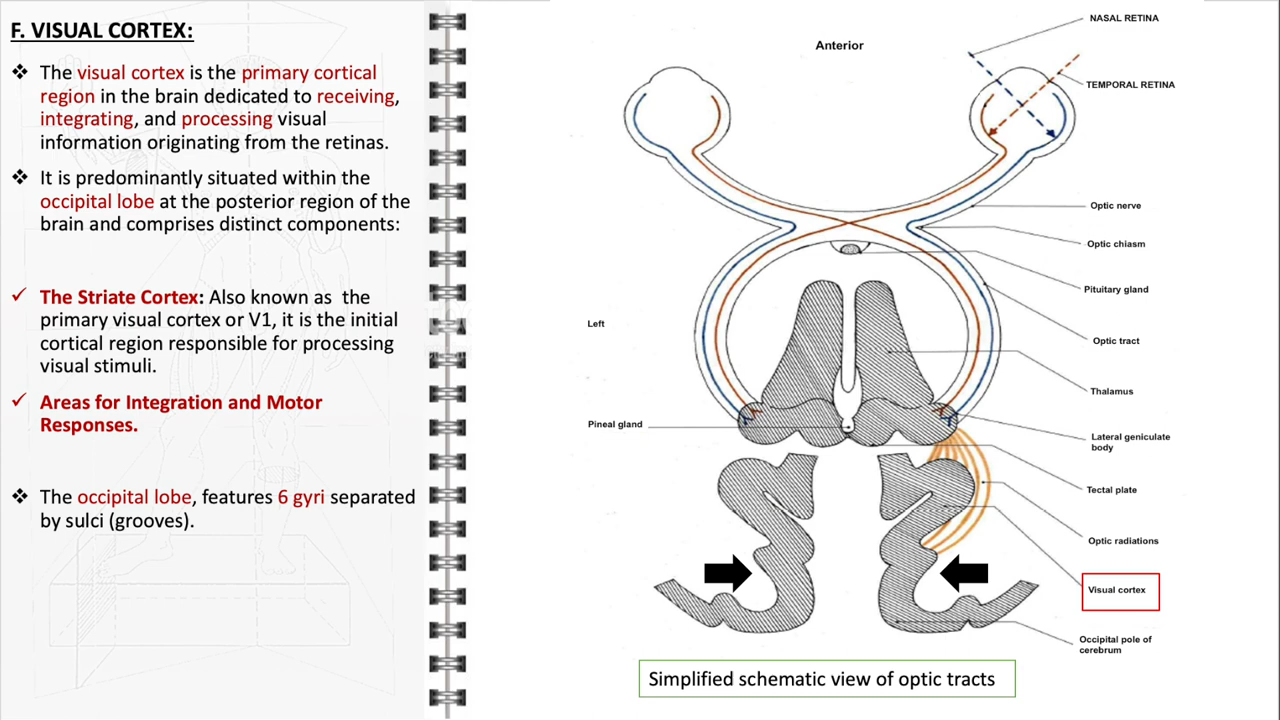 F. VISUAL CORTEX:
❖ The visual cortex is the primary cortical
region in the brain dedicated to receiving,
integrating, and processing visual
information originating from the retinas.
❖ It is predominantly situated within the
occipital lobe at the posterior region of the
brain and comprises distinct components:
✓ The Striate Cortex: Also known as the
primary visual cortex or V1, it is the initial
cortical region responsible for processing
visual stimuli.
✓ Areas for Integration and Motor
Responses.
❖ The occipital lobe, features 6 gyri separated
by sulci (grooves).
Anterior
NASAL RETINA
TEMPORAL RETINA
Optic nerve
Optic chiasm
Pituitary gland
Left
Optic tract
Thalamus
Pineal gland
Lateral geniculate
body
Tectal plate
Optic radiations
Visual cortex
Occipital pole of
cerebrum
Simplified schematic view of optic tracts